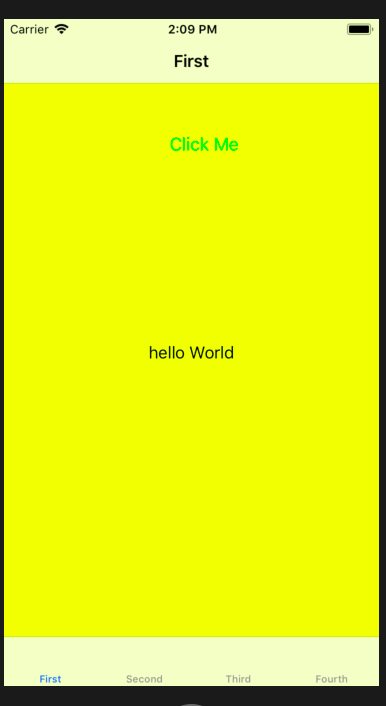 Carrier 2:09 PM
First
Click Me
hello World
First Second Third Fourth